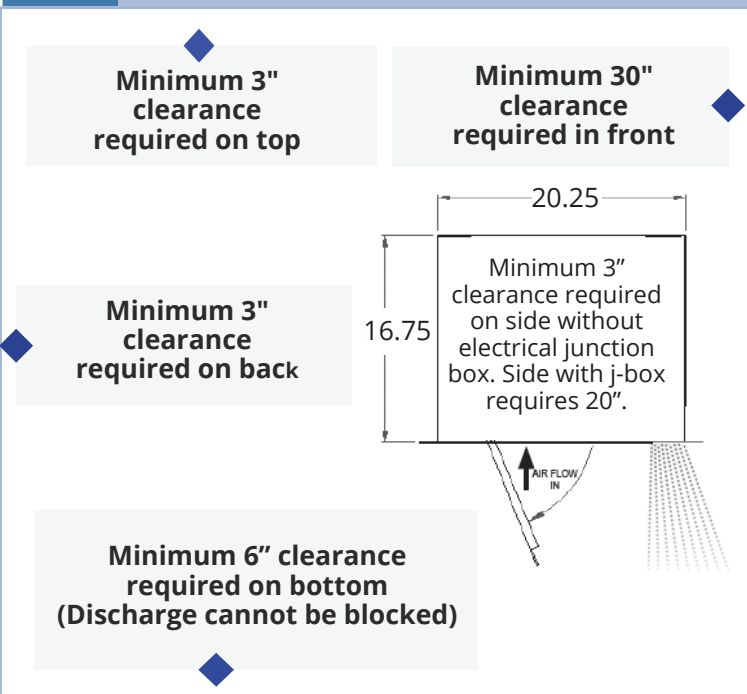 Minimum 3"
clearance
required on top
Minimum 30"
clearance
required in front
20.25
Minimum 3"
clearance
required on back
16.75
Minimum 3”
clearance required
on side without
electrical junction
box. Side with j-box
requires 20”.
AIR FLOW
IN
Minimum 6” clearance
required on bottom
(Discharge cannot be blocked)